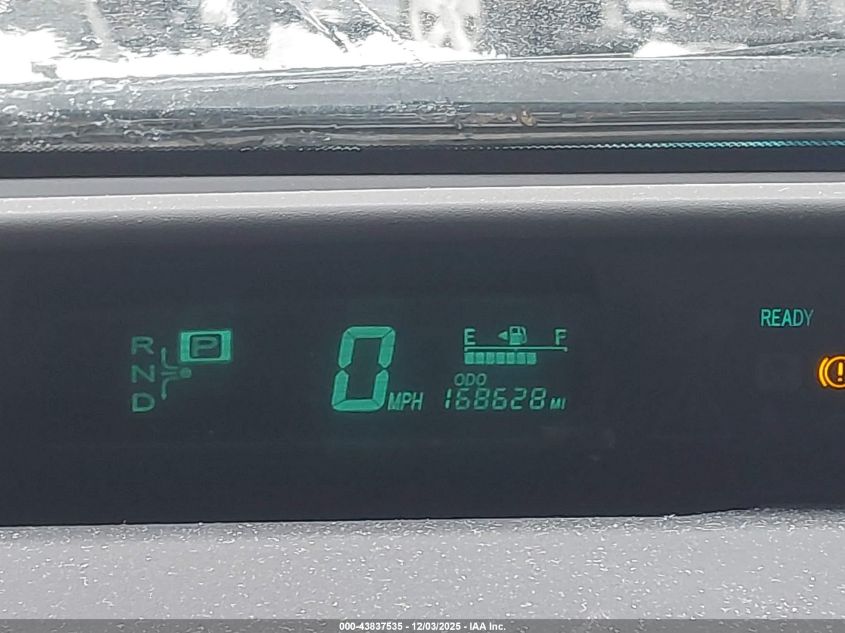 READY
E F
R P
N
D
0 MPH
ODO
168628 MI
000-43837535 - 12/03/2025 - IAA Inc.